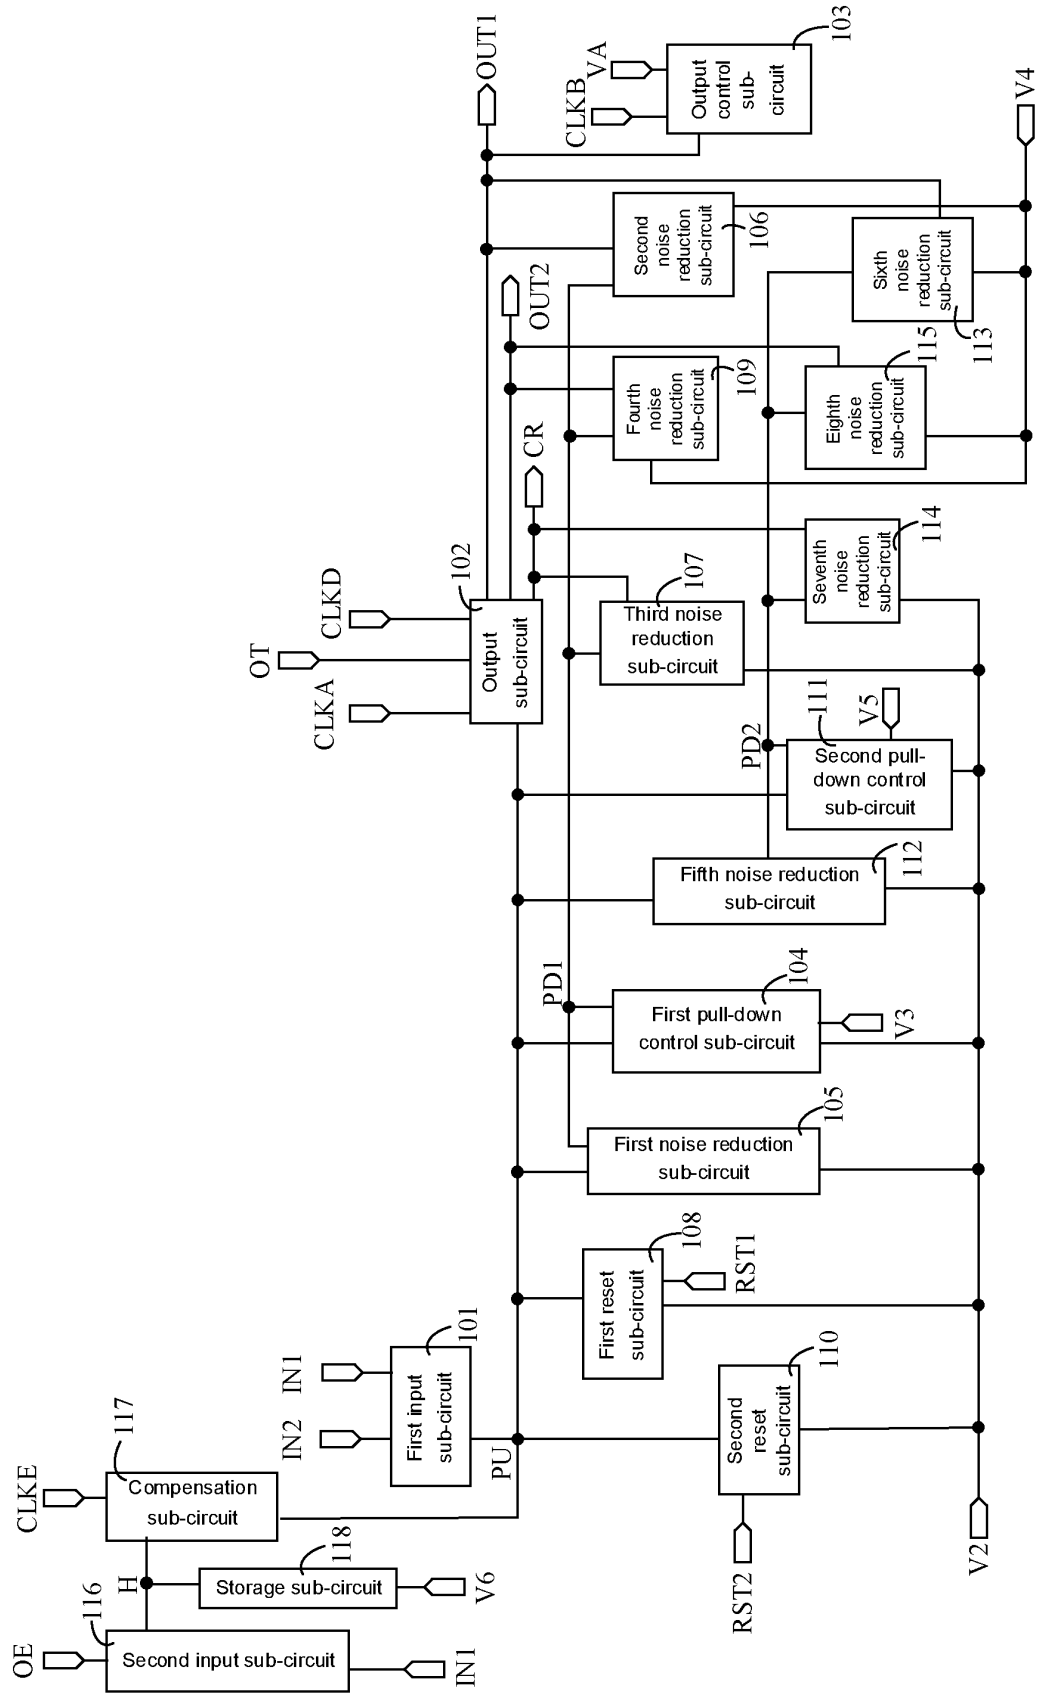 OE
116
Second input sub-circuit
IN1
H
118
Storage sub-circuit
V6
CLKE
117
Compensation
sub-circuit
IN2
IN1
101
First input
sub-circuit
PU
RST2
110
Second
reset
sub-circuit
V2
108
First reset
sub-circuit
RST1
105
First noise reduction
sub-circuit
PD1
104
First pull-down
control sub-circuit
V3
112
Fifth noise reduction
sub-circuit
PD2
111
Second pull-
down control
sub-circuit
V5
CLKA
OT
CLKD
102
Output
sub-circuit
107
Third noise
reduction
sub-circuit
114
Seventh
noise
reduction
sub-circuit
CR
109
Fourth
noise
reduction
sub-circuit
115
Eighth
noise
reduction
sub-circuit
OUT2
106
Second
noise
reduction
sub-circuit
113
Sixth
noise
reduction
sub-circuit
OUT1
CLKB
VA
103
Output
control
sub-
circuit
V4